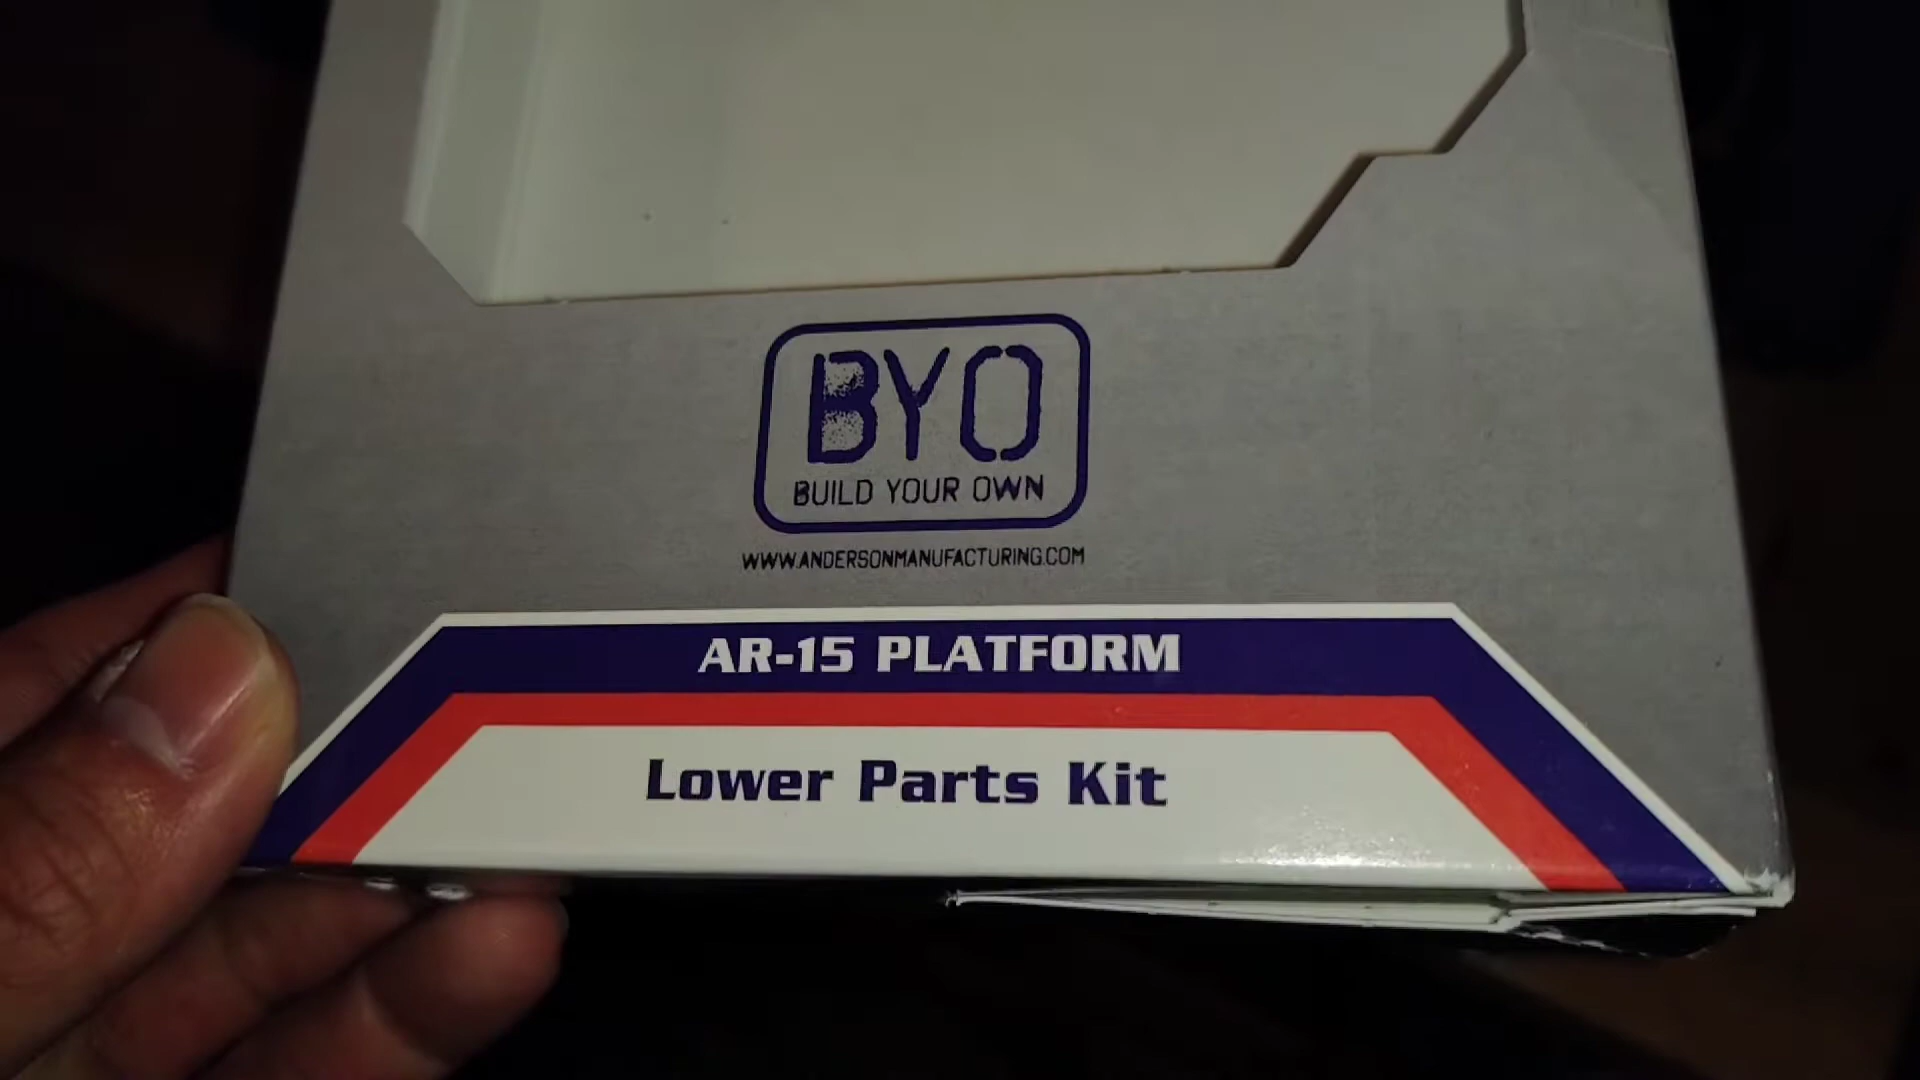 BYO
BUILD YOUR OWN
WWW.ANDERSONMANUFACTURING.COM
AR-15 PLATFORM
Lower Parts Kit